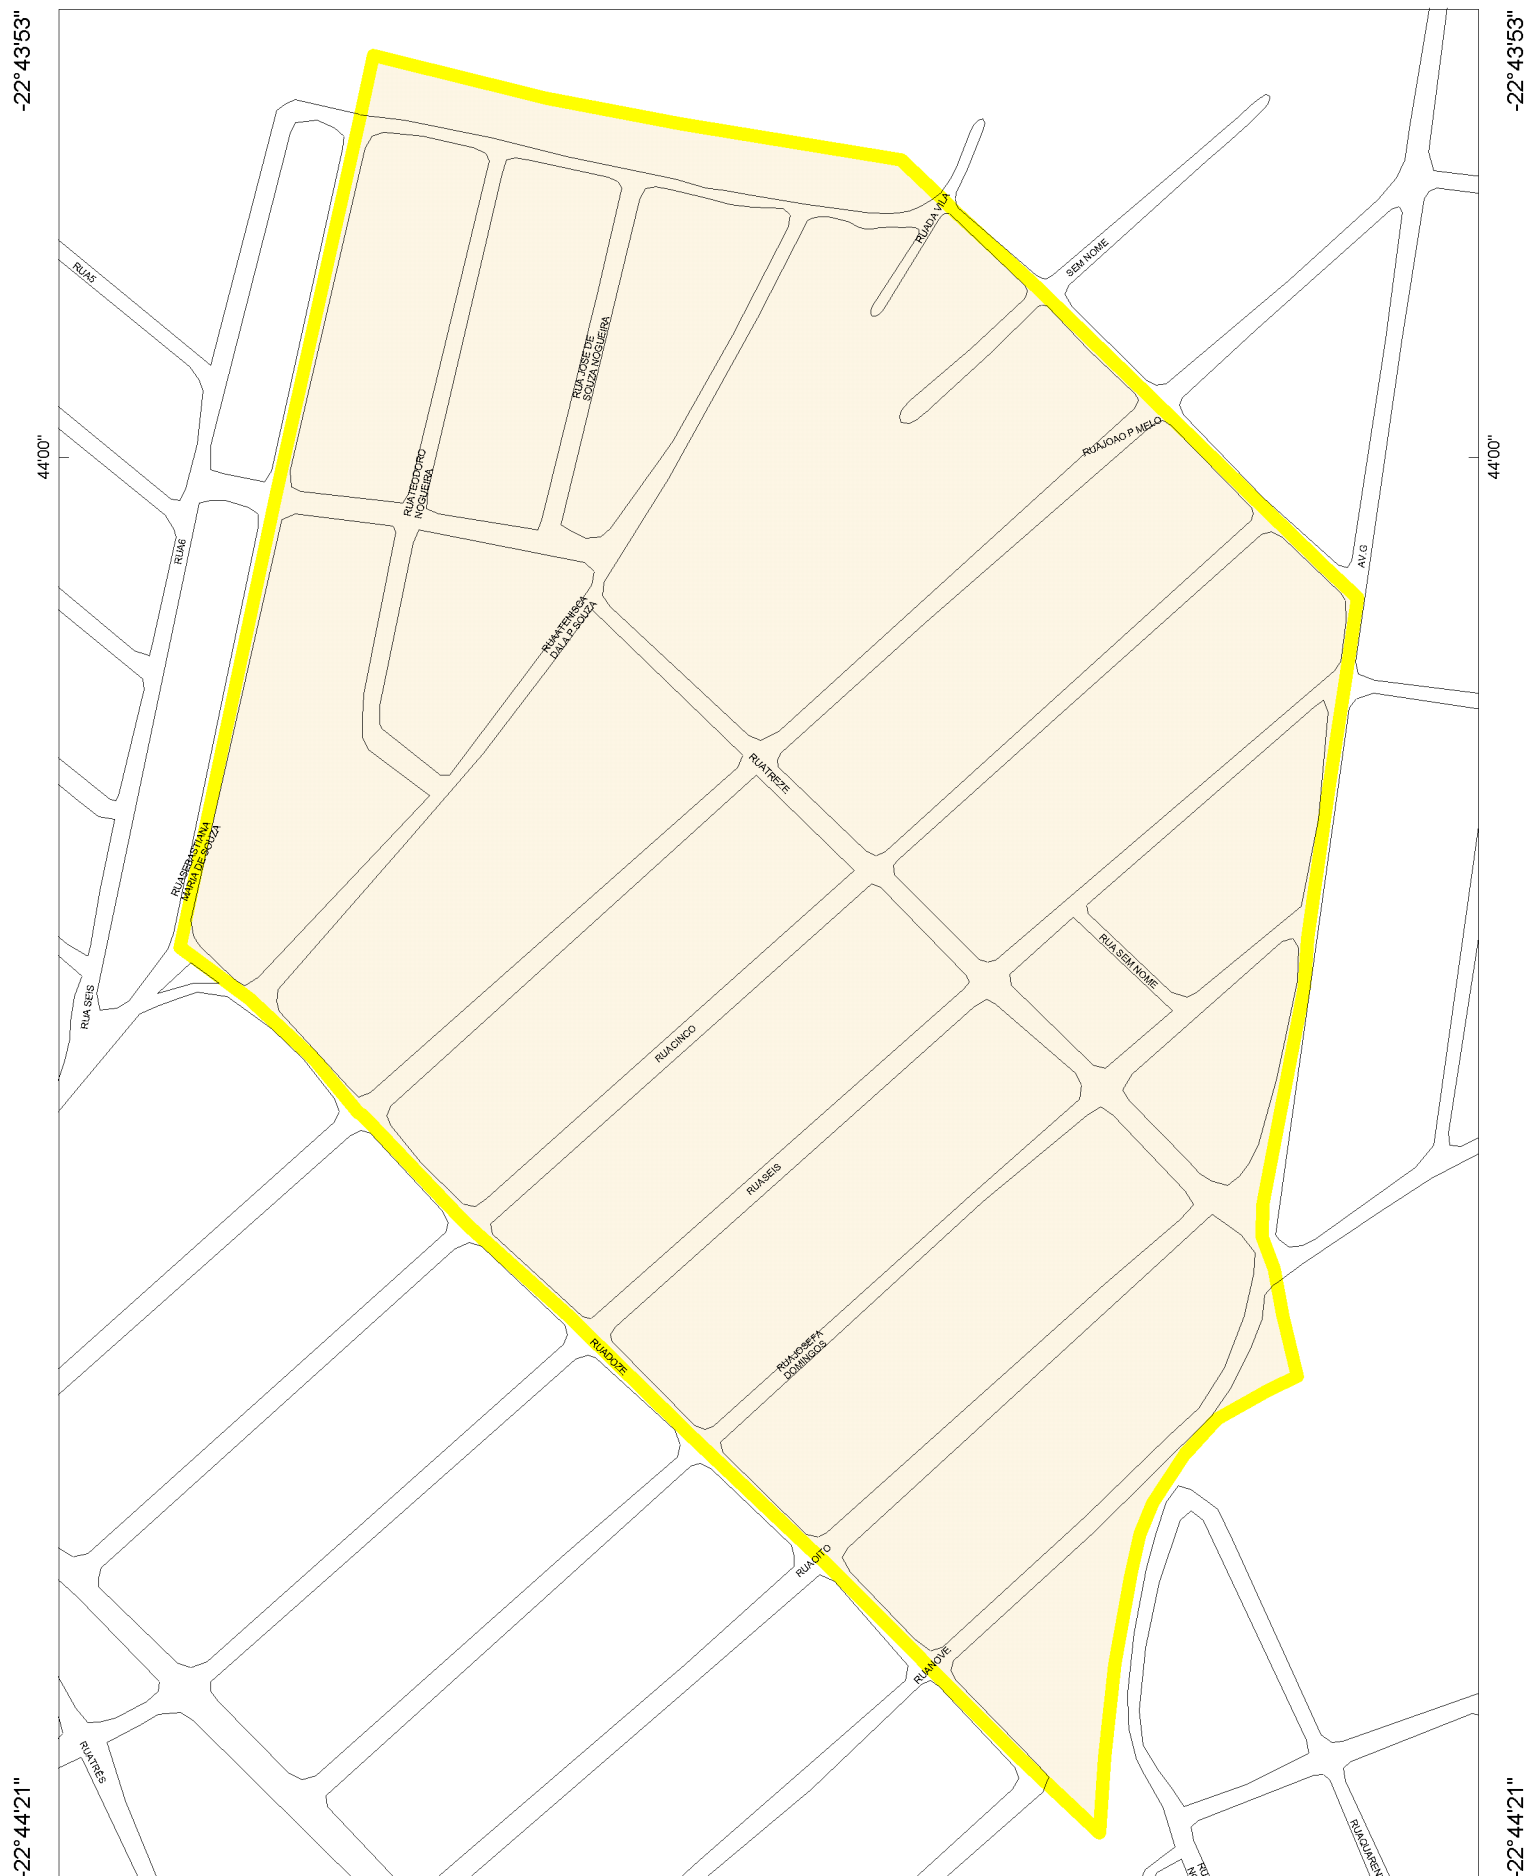 -22°43'53"
-22°43'53"
RUADA VILA
SEM NOME
RUA5
RUA JOSE DE
SOUZA NOGUEIRA
RUAJOAO P MELO
44'00"
44'00"
RUATEODORO
NOGUEIRA
RUA6
AV.G
RUAATENISCA
DALA P SOUZA
RUATREZE
RUASEBASTIANA
MARIA DE SOUZA
RUA SEM NOME
RUA SEIS
RUACINCO
RUASEIS
RUAJOSEFA
DOMINGOS
RUADOZE
RUAOITO
RUANOVE
RUATRÊS
-22°44'21"
-22°44'21"
RUAQUAREN